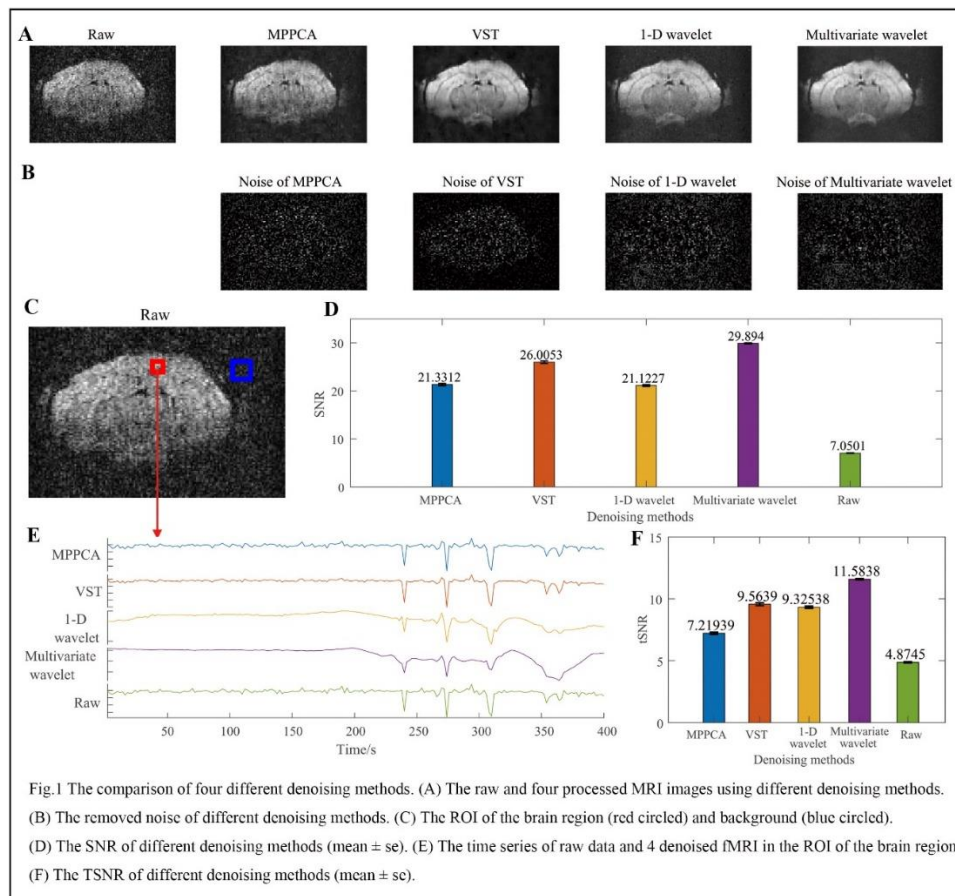 A
Raw
MPPCA
VST
1-D wavelet
Multivariate wavelet
B
Noise of MPPCA
Noise of VST
Noise of 1-D wavelet
Noise of Multivariate wavelet
C
Raw
D
30
20
10
0
SNR
21.3312
26.0053
21.1227
29.894
7.0501
MPPCA
VST
1-D wavelet
Multivariate wavelet
Raw
Denoising methods
E
MPPCA
VST
1-D
wavelet
Multivariate
wavelet
Raw
50
100
150
200
250
300
350
400
Time/s
F
15
10
5
0
tSNR
7.21939
9.5639
9.32538
11.5838
4.8745
MPPCA
VST
1-D
wavelet
Multivariate
wavelet
Raw
Denoising methods
Fig.1 The comparison of four different denoising methods. (A) The raw and four processed MRI images using different denoising methods.
(B) The removed noise of different denoising methods. (C) The ROI of the brain region (red circled) and background (blue circled).
(D) The SNR of different denoising methods (mean ± se). (E) The time series of raw data and 4 denoised fMRI in the ROI of the brain region
(F) The TSNR of different denoising methods (mean ± se).